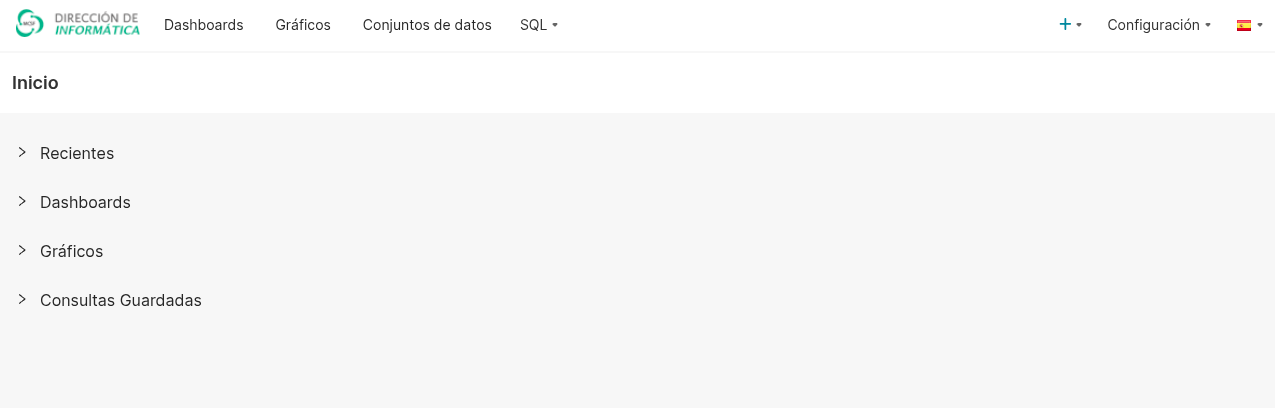 DIRECCIÓN DE
INFORMÁTICA
Dashboards
Gráficos
Conjuntos de datos
SQL
Configuración
Inicio
Recientes
Dashboards
Gráficos
Consultas Guardadas